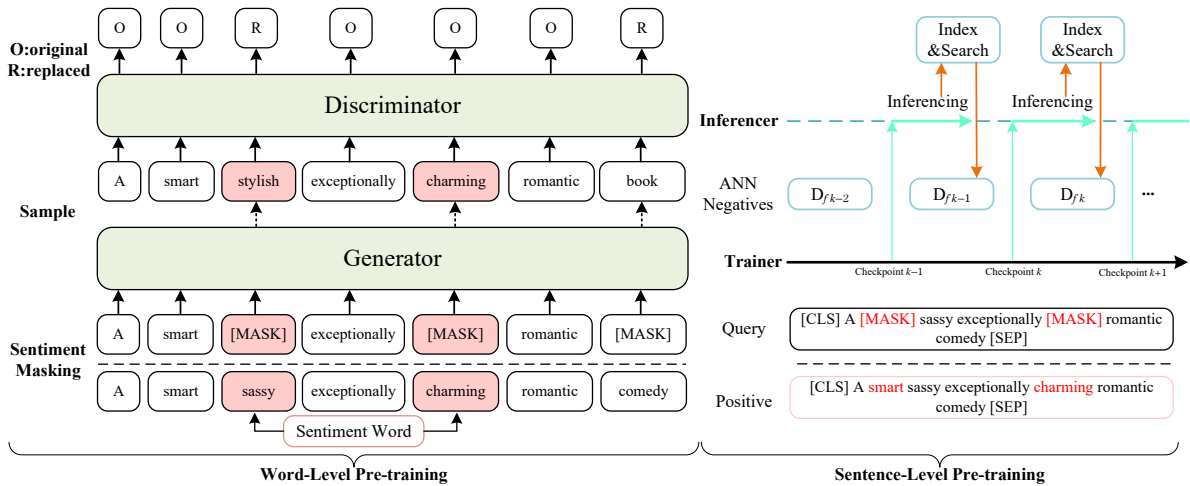 O O R O O O R
O:original
R:replaced
Discriminator
A smart stylish exceptionally charming romantic book
Sample
Generator
A smart [MASK] exceptionally [MASK] romantic [MASK]
Sentiment
Masking
A smart sassy exceptionally charming romantic comedy
Sentiment Word
Word-Level Pre-training
Index
&Search
Index
&Search
Inferencing
Inferencing
Inferencer
ANN
Negatives
D_{fk−2} D_{fk−1} D_{fk} ...
Trainer
Checkpoint k−1 Checkpoint k Checkpoint k+1
Query
[CLS] A [MASK] sassy exceptionally [MASK] romantic
comedy [SEP]
Positive
[CLS] A smart sassy exceptionally charming romantic
comedy [SEP]
Sentence-Level Pre-training